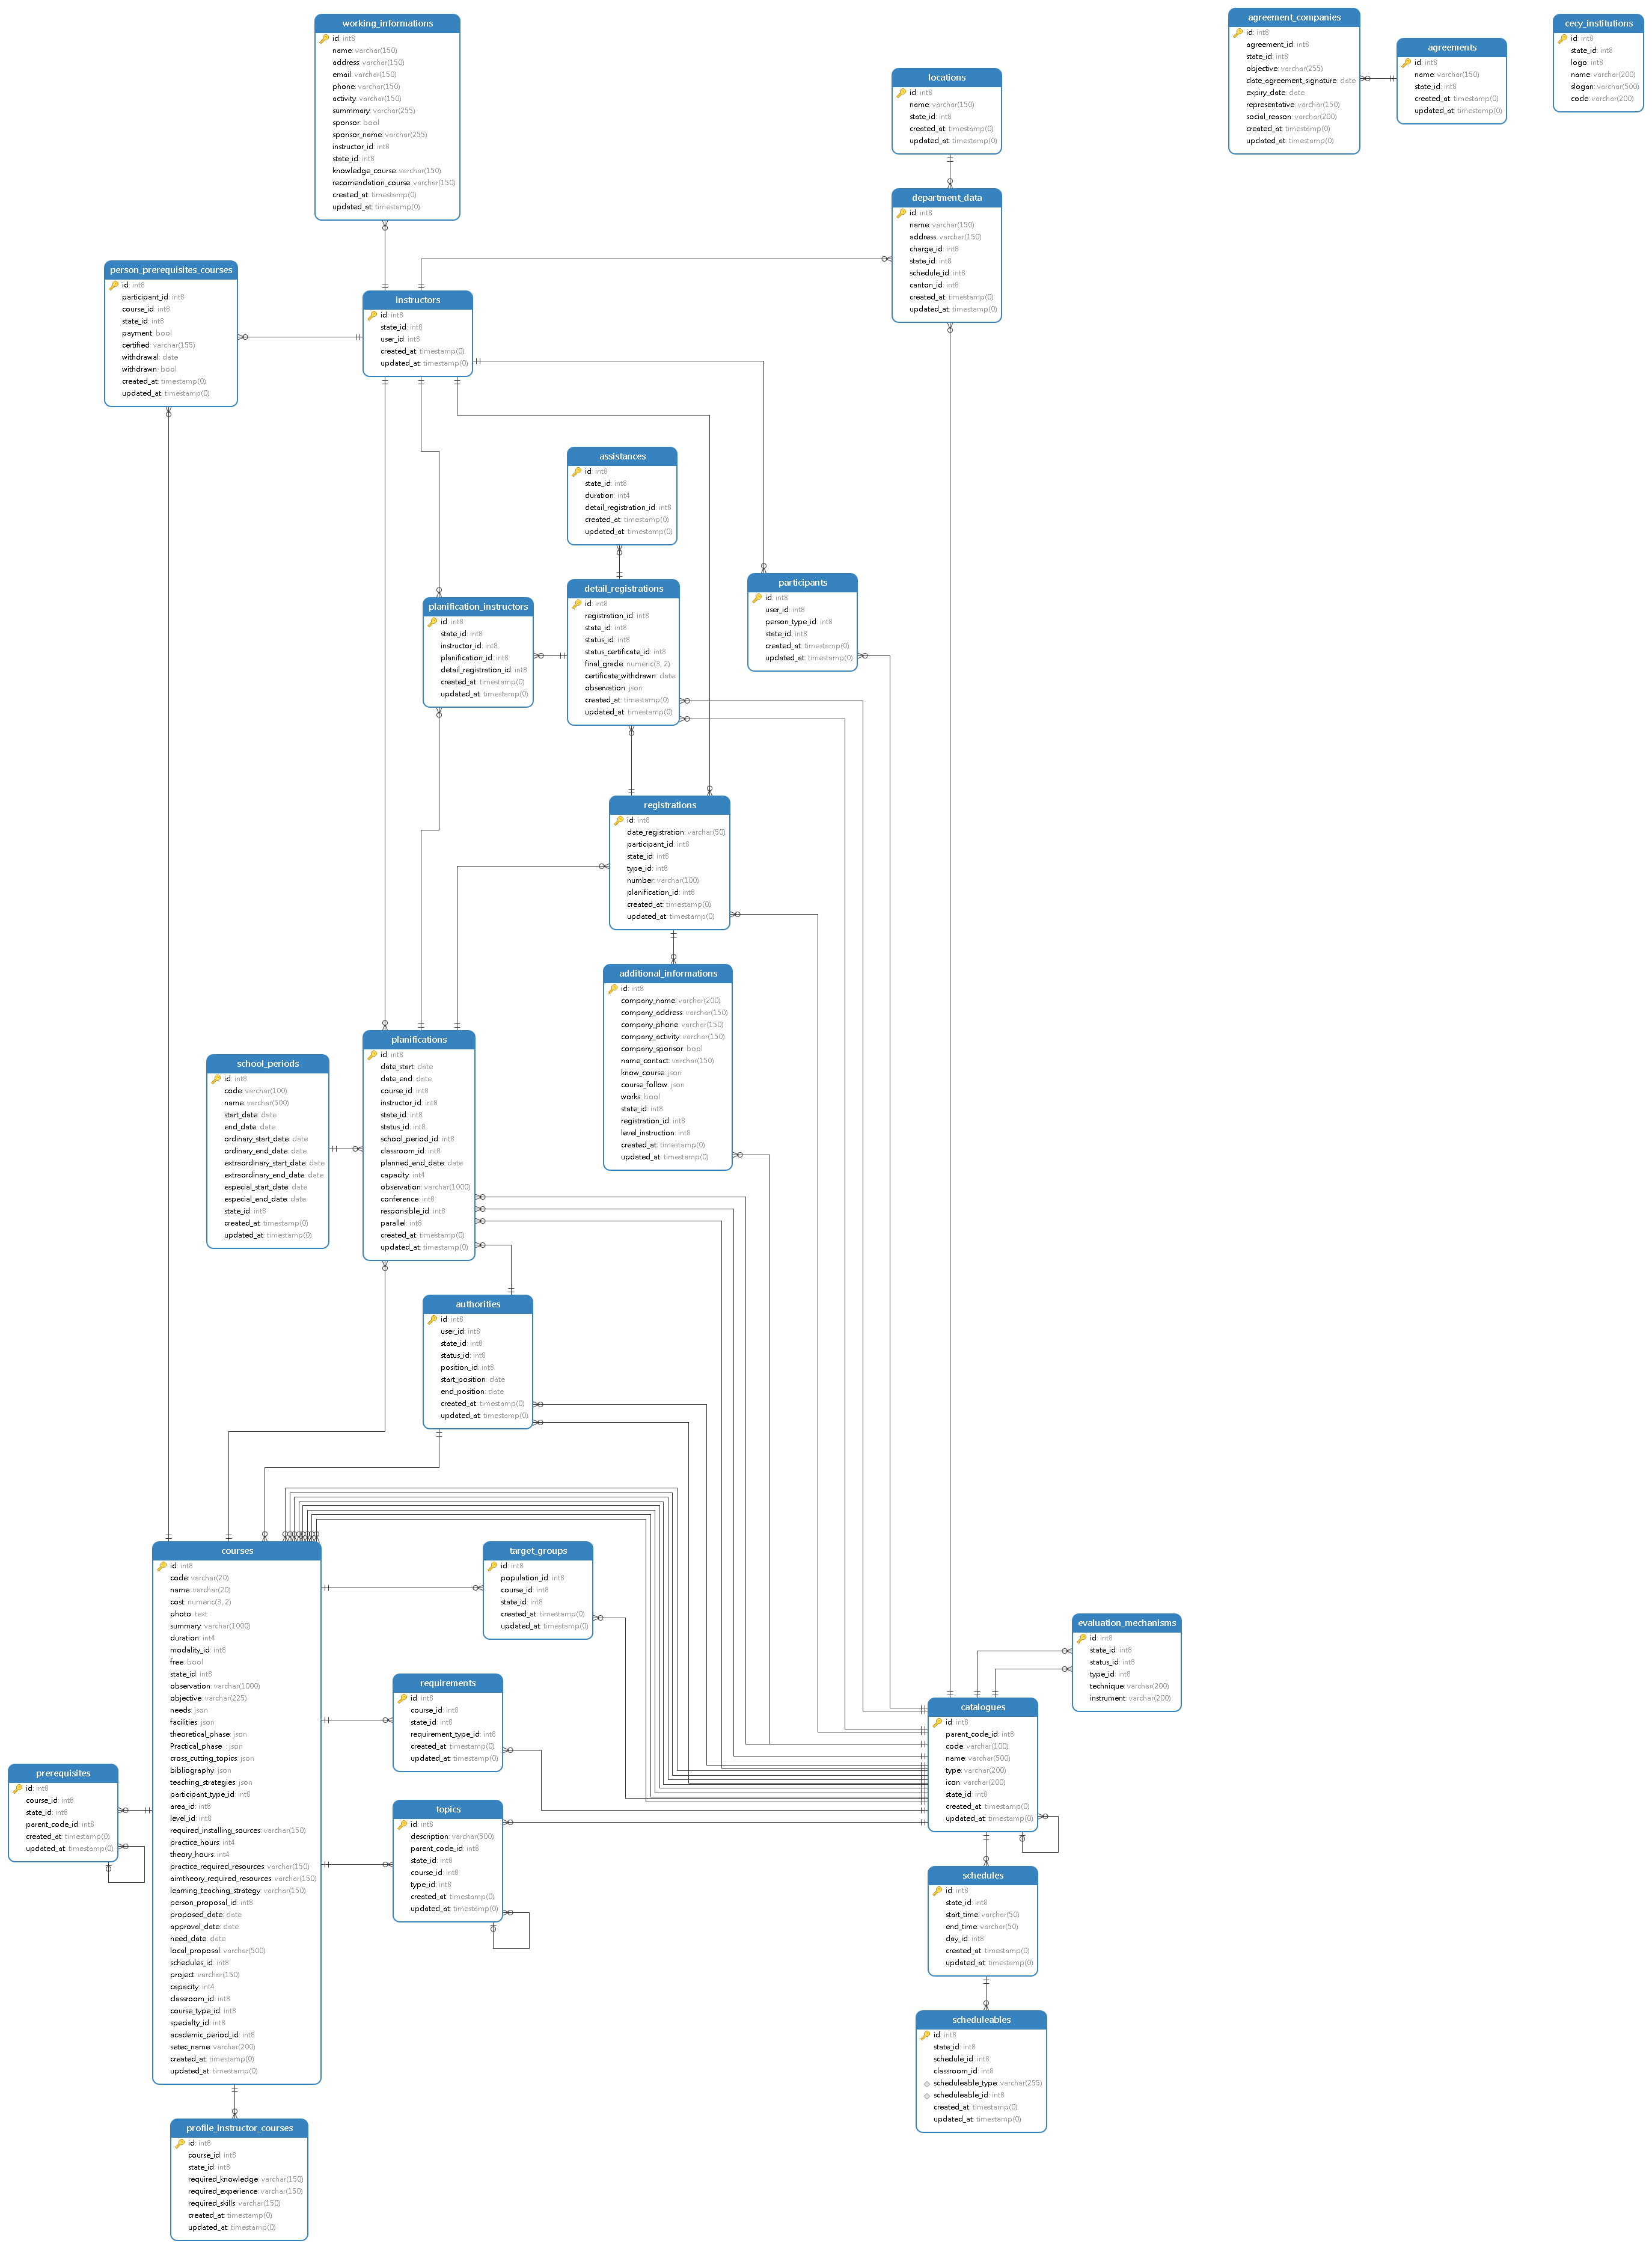 working_informations
id: int8
name: varchar(150)
address: varchar(150)
email: varchar(150)
phone: varchar(150)
activity: varchar(150)
summmary: varchar(255)
sponsor: bool
sponsor_name: varchar(255)
instructor_id: int8
state_id: int8
knowledge_course: varchar(150)
recomendation_course: varchar(150)
created_at: timestamp(0)
updated_at: timestamp(0)
agreement_companies
id: int8
agreement_id: int8
state_id: int8
objective: varchar(255)
date_agreement_signature: date
expiry_date: date
representative: varchar(150)
social_reason: varchar(200)
created_at: timestamp(0)
updated_at: timestamp(0)
agreements
id: int8
name: varchar(150)
state_id: int8
created_at: timestamp(0)
updated_at: timestamp(0)
cecy_institutions
id: int8
state_id: int8
logo: int8
name: varchar(200)
slogan: varchar(500)
code: varchar(200)
locations
id: int8
name: varchar(150)
state_id: int8
created_at: timestamp(0)
updated_at: timestamp(0)
department_data
id: int8
name: varchar(150)
address: varchar(150)
charge_id: int8
state_id: int8
schedule_id: int8
canton_id: int8
created_at: timestamp(0)
updated_at: timestamp(0)
person_prerequisites_courses
id: int8
participant_id: int8
course_id: int8
state_id: int8
payment: bool
certified: varchar(155)
withdrawal: date
withdrawn: bool
created_at: timestamp(0)
updated_at: timestamp(0)
instructors
id: int8
state_id: int8
user_id: int8
created_at: timestamp(0)
updated_at: timestamp(0)
assistances
id: int8
state_id: int8
duration: int4
detail_registration_id: int8
created_at: timestamp(0)
updated_at: timestamp(0)
planification_instructors
id: int8
state_id: int8
instructor_id: int8
planification_id: int8
detail_registration_id: int8
created_at: timestamp(0)
updated_at: timestamp(0)
detail_registrations
id: int8
registration_id: int8
state_id: int8
status_id: int8
status_certificate_id: int8
final_grade: numeric(3, 2)
certificate_withdrawn: date
observation: json
created_at: timestamp(0)
updated_at: timestamp(0)
participants
id: int8
user_id: int8
person_type_id: int8
state_id: int8
created_at: timestamp(0)
updated_at: timestamp(0)
registrations
id: int8
date_registration: varchar(50)
participant_id: int8
state_id: int8
type_id: int8
number: varchar(100)
planification_id: int8
created_at: timestamp(0)
updated_at: timestamp(0)
additional_informations
id: int8
company_name: varchar(200)
company_address: varchar(150)
company_phone: varchar(150)
company_activity: varchar(150)
company_sponsor: bool
name_contact: varchar(150)
know_course: json
course_follow: json
works: bool
state_id: int8
registration_id: int8
level_instruction: int8
created_at: timestamp(0)
updated_at: timestamp(0)
school_periods
id: int8
code: varchar(100)
name: varchar(500)
start_date: date
end_date: date
ordinary_start_date: date
ordinary_end_date: date
extraordinary_start_date: date
extraordinary_end_date: date
especial_start_date: date
especial_end_date: date
state_id: int8
created_at: timestamp(0)
updated_at: timestamp(0)
planifications
id: int8
date_start: date
date_end: date
course_id: int8
instructor_id: int8
state_id: int8
status_id: int8
school_period_id: int8
classroom_id: int8
planned_end_date: date
capacity: int4
observation: varchar(1000)
conference: int8
responsible_id: int8
parallel: int8
created_at: timestamp(0)
updated_at: timestamp(0)
authorities
id: int8
user_id: int8
state_id: int8
status_id: int8
position_id: int8
start_position: date
end_position: date
created_at: timestamp(0)
updated_at: timestamp(0)
courses
id: int8
code: varchar(20)
name: varchar(20)
cost: numeric(3, 2)
photo: text
summary: varchar(1000)
duration: int4
modality_id: int8
free: bool
state_id: int8
observation: varchar(1000)
objective: varchar(225)
needs: json
facilities: json
theoretical_phase: json
Practical_phase : json
cross_cutting_topics: json
bibliography: json
teaching_strategies: json
participant_type_id: int8
area_id: int8
level_id: int8
required_installing_sources: varchar(150)
practice_hours: int4
theory_hours: int4
practice_required_resources: varchar(150)
aimtheory_required_resources: varchar(150)
learning_teaching_strategy: varchar(150)
person_proposal_id: int8
proposed_date: date
approval_date: date
need_date: date
local_proposal: varchar(500)
schedules_id: int8
project: varchar(150)
capacity: int4
classroom_id: int8
course_type_id: int8
specialty_id: int8
academic_period_id: int8
setec_name: varchar(200)
created_at: timestamp(0)
updated_at: timestamp(0)
target_groups
id: int8
population_id: int8
course_id: int8
state_id: int8
created_at: timestamp(0)
updated_at: timestamp(0)
requirements
id: int8
course_id: int8
state_id: int8
requirement_type_id: int8
created_at: timestamp(0)
updated_at: timestamp(0)
prerequisites
id: int8
course_id: int8
state_id: int8
parent_code_id: int8
created_at: timestamp(0)
updated_at: timestamp(0)
topics
id: int8
description: varchar(500)
parent_code_id: int8
state_id: int8
course_id: int8
type_id: int8
created_at: timestamp(0)
updated_at: timestamp(0)
evaluation_mechanisms
id: int8
state_id: int8
status_id: int8
type_id: int8
technique: varchar(200)
instrument: varchar(200)
catalogues
id: int8
parent_code_id: int8
code: varchar(100)
name: varchar(500)
type: varchar(200)
icon: varchar(200)
state_id: int8
created_at: timestamp(0)
updated_at: timestamp(0)
schedules
id: int8
state_id: int8
start_time: varchar(50)
end_time: varchar(50)
day_id: int8
created_at: timestamp(0)
updated_at: timestamp(0)
scheduleables
id: int8
state_id: int8
schedule_id: int8
classroom_id: int8
scheduleable_type: varchar(255)
scheduleable_id: int8
created_at: timestamp(0)
updated_at: timestamp(0)
profile_instructor_courses
id: int8
course_id: int8
state_id: int8
required_knowledge: varchar(150)
required_experience: varchar(150)
required_skills: varchar(150)
created_at: timestamp(0)
updated_at: timestamp(0)